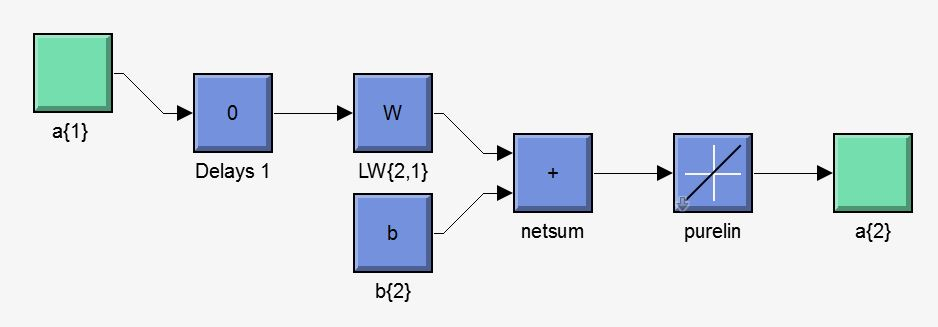 a{1}
0
Delays 1
W
LW{2,1}
b
b{2}
+
netsum
purelin
a{2}